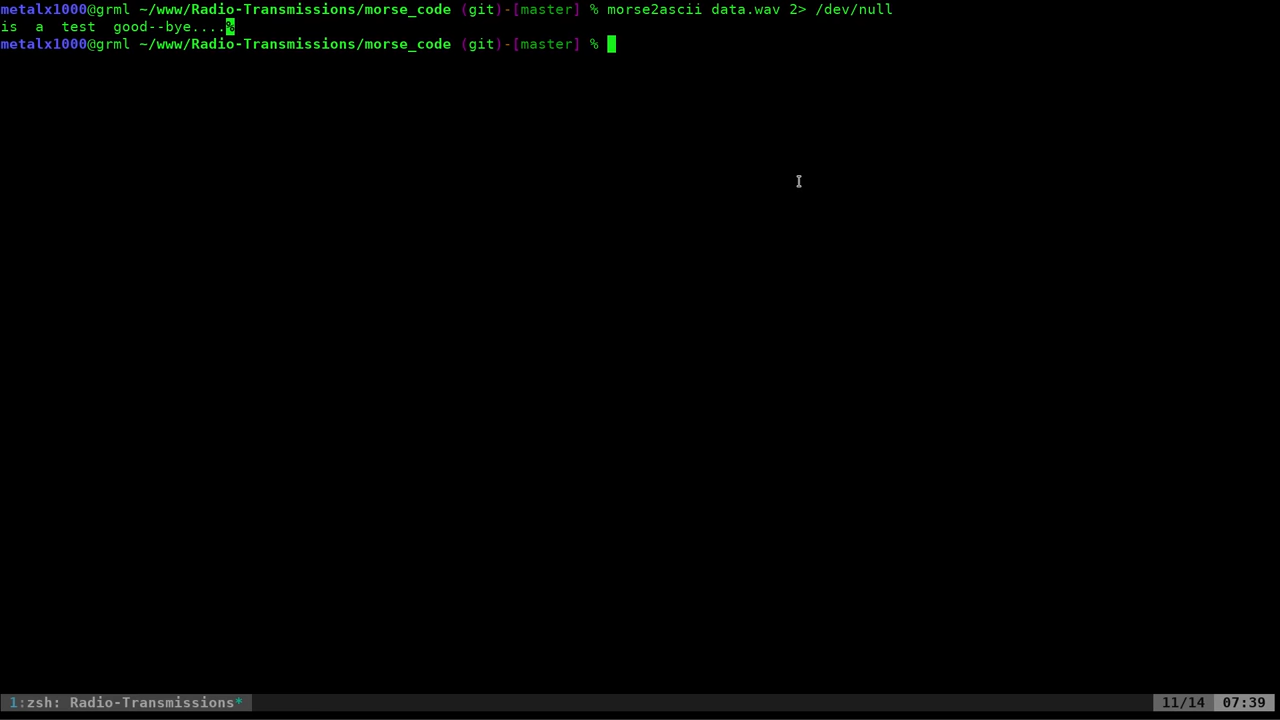 metalx1000@grml ~/www/Radio-Transmissions/morse_code (git)-[master] % morse2ascii data.wav 2> /dev/null
is  a  test  good--bye....%
metalx1000@grml ~/www/Radio-Transmissions/morse_code (git)-[master] %
1:zsh: Radio-Transmissions* 11/14 07:39